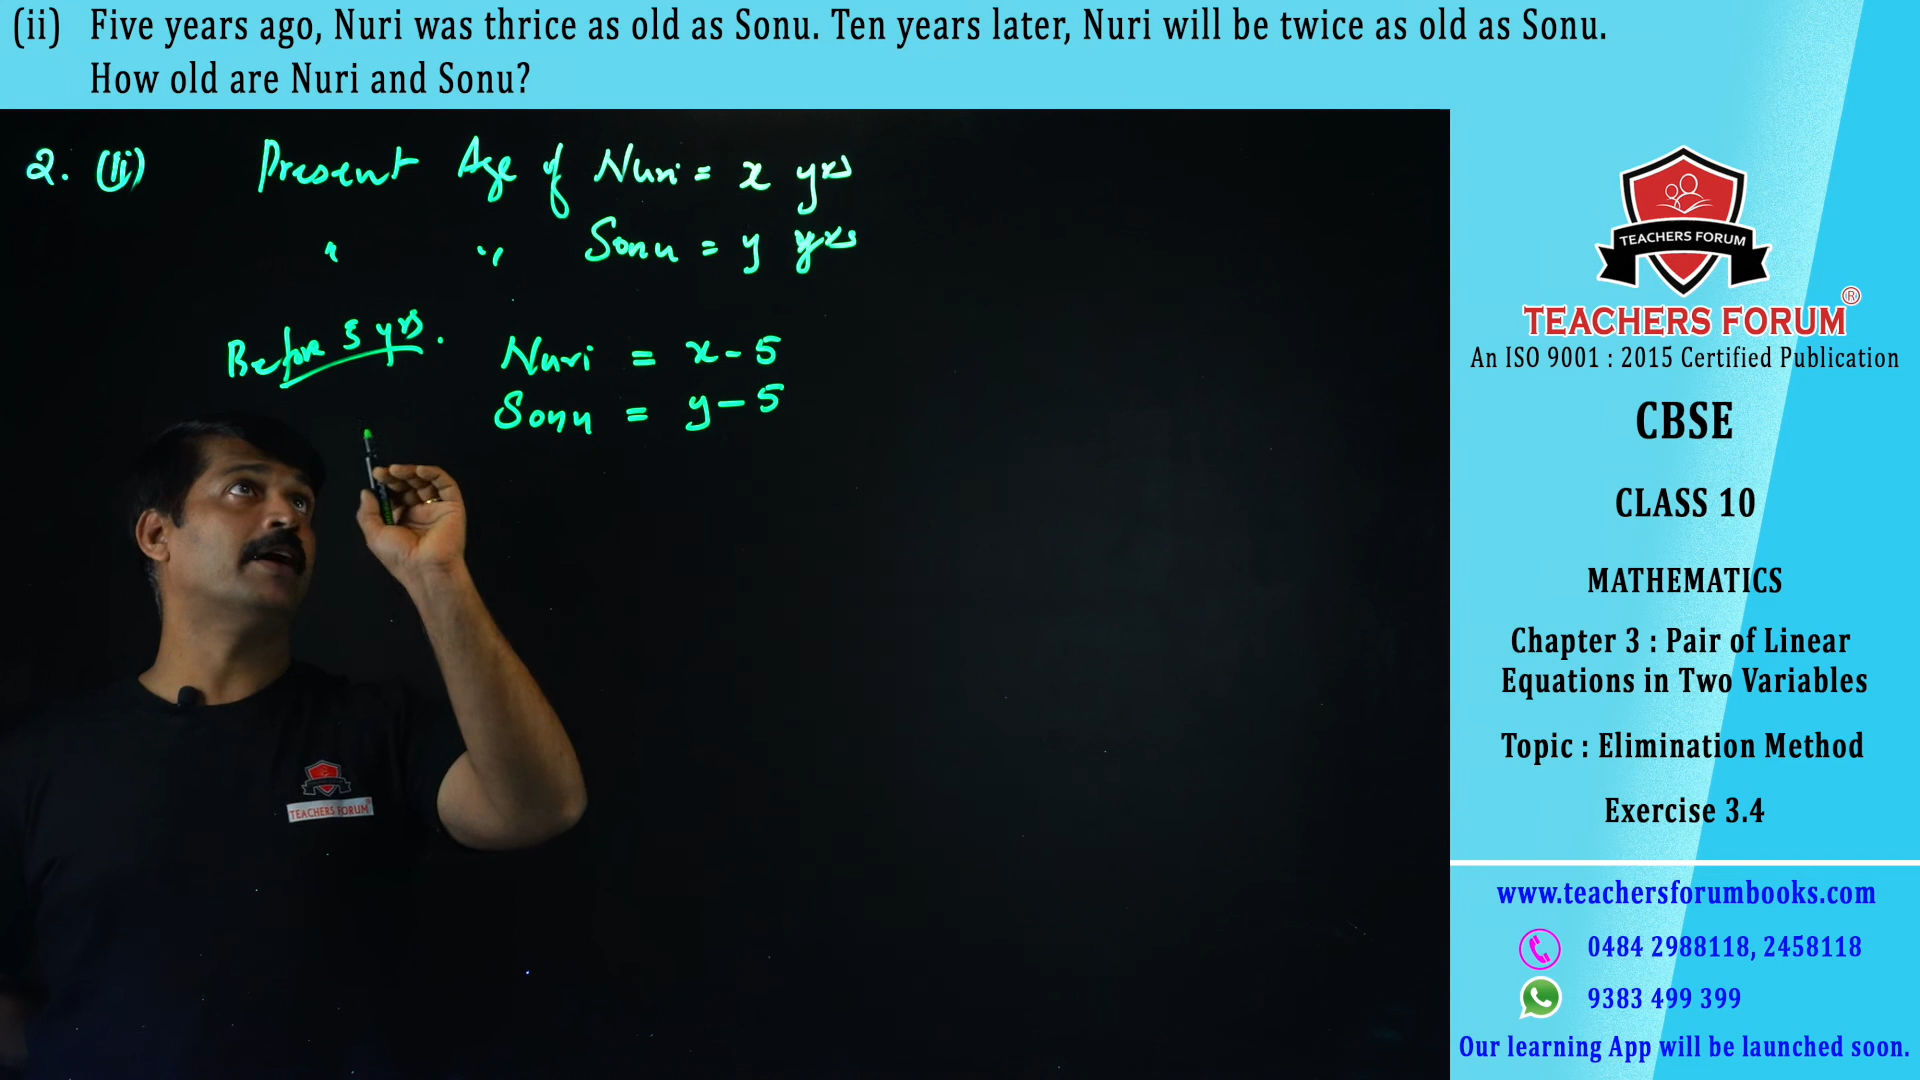 (ii) Five years ago, Nuri was thrice as old as Sonu. Ten years later, Nuri will be twice as old as Sonu.
How old are Nuri and Sonu?
2. (ii) Present Age of Nuri = x yrs
" " Sonu = y yrs
Before 5 yrs. Nuri = x - 5
Sonu = y - 5
TEACHERS FORUM®
TEACHERS FORUM
TEACHERS FORUM®
An ISO 9001 : 2015 Certified Publication
CBSE
CLASS 10
MATHEMATICS
Chapter 3 : Pair of Linear
Equations in Two Variables
Topic : Elimination Method
Exercise 3.4
www.teachersforumbooks.com
0484 2988118, 2458118
9383 499 399
Our learning App will be launched soon.